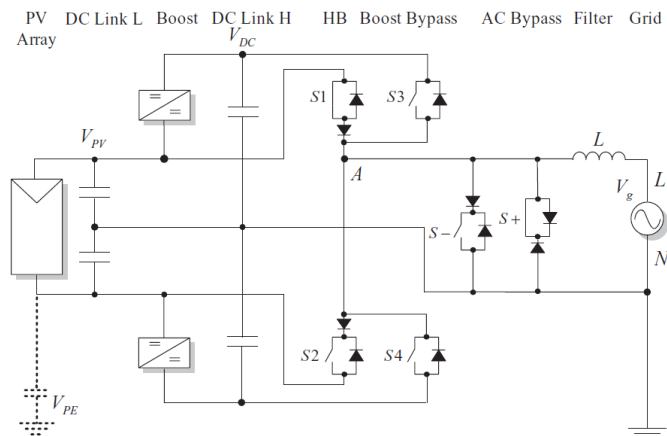 PV DC Link L Boost DC Link H HB Boost Bypass AC Bypass Filter Grid
Array
V_DC
S1 S3
V_PV
A
L
L
V_g
S− S+
N
S2 S4
V_PE